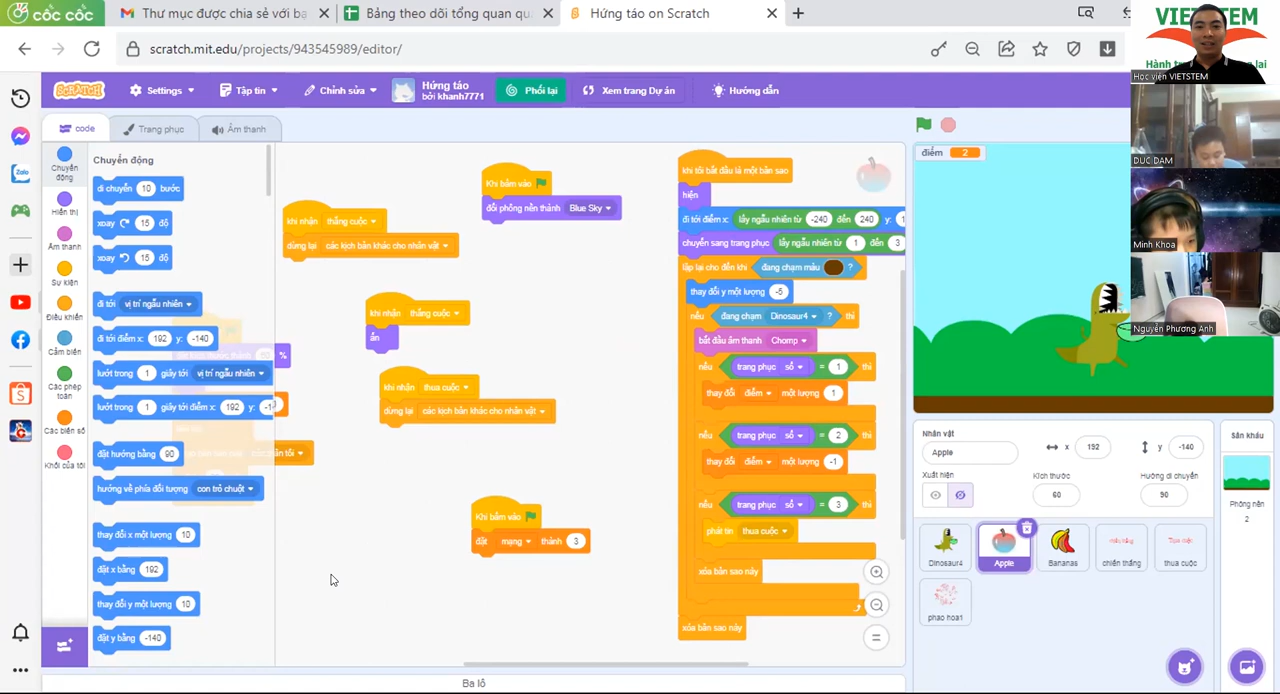 cốc cốc
Thư mục được chia sẻ với bạ
Bảng theo dõi tổng quan qu
Hứng táo on Scratch
scratch.mit.edu/projects/943545989/editor/
VIETSTEM
Học viên VIETSTEM
DUC DAM
Minh Khoa
Nguyễn Phương Anh
SCRATCH
Settings
Tập tin
Chỉnh sửa
Hứng táo
bởi khanh7771
Phối lại
Xem trang Dự án
Hướng dẫn
code
Trang phục
Âm thanh
Chuyển động
Hiển thị
Âm thanh
Sự kiện
Điều khiển
Cảm biến
Các phép toán
Các biến số
Khối của tôi
Chuyển động
di chuyển 10 bước
xoay 15 độ
xoay 15 độ
đi tới vị trí ngẫu nhiên
đi tới điểm x: 192 y: -140
lướt trong 1 giây tới vị trí ngẫu nhiên
lướt trong 1 giây tới điểm x: 192 y: -1
đặt hướng bằng 90
hướng về phía đối tượng con trỏ chuột
thay đổi x một lượng 10
đặt x bằng 192
thay đổi y một lượng 10
đặt y bằng -140
khi nhận thắng cuộc
dừng lại các kịch bản khác cho nhân vật
Khi bấm vào
đổi phông nền thành Blue Sky
khi nhận thắng cuộc
ẩn
khi nhận thua cuộc
dừng lại các kịch bản khác cho nhân vật
Khi bấm vào
đặt mạng thành 3
khi tôi bắt đầu là một bản sao
hiện
đi tới điểm x: lấy ngẫu nhiên từ -240 đến 240 y: 1
chuyển sang trang phục lấy ngẫu nhiên từ 1 đến 3
lặp lại cho đến khi đang chạm màu ?
thay đổi y một lượng -5
nếu đang chạm Dinosaur4 ? thì
bắt đầu âm thanh Chomp
nếu trang phục số = 1 thì
thay đổi điểm một lượng 1
nếu trang phục số = 2 thì
thay đổi điểm một lượng -1
nếu trang phục số = 3 thì
phát tin thua cuộc
xóa bản sao này
xóa bản sao này
điểm 2
Nhân vật
Apple
x 192
y -140
Xuất hiện
Kích thước
60
Hướng di chuyển
90
Dinosaur4
Apple
Bananas
chiến thắng
thua cuộc
phao hoa1
Sân khấu
Phông nền
2
Ba lô